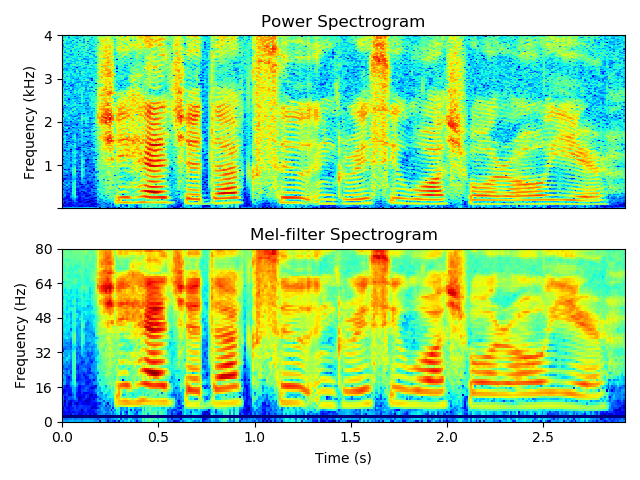 Power Spectrogram
Frequency (kHz)
4
3
2
1
Mel-filter Spectrogram
Frequency (Hz)
80
64
48
32
16
0
0.0 0.5 1.0 1.5 2.0 2.5
Time (s)